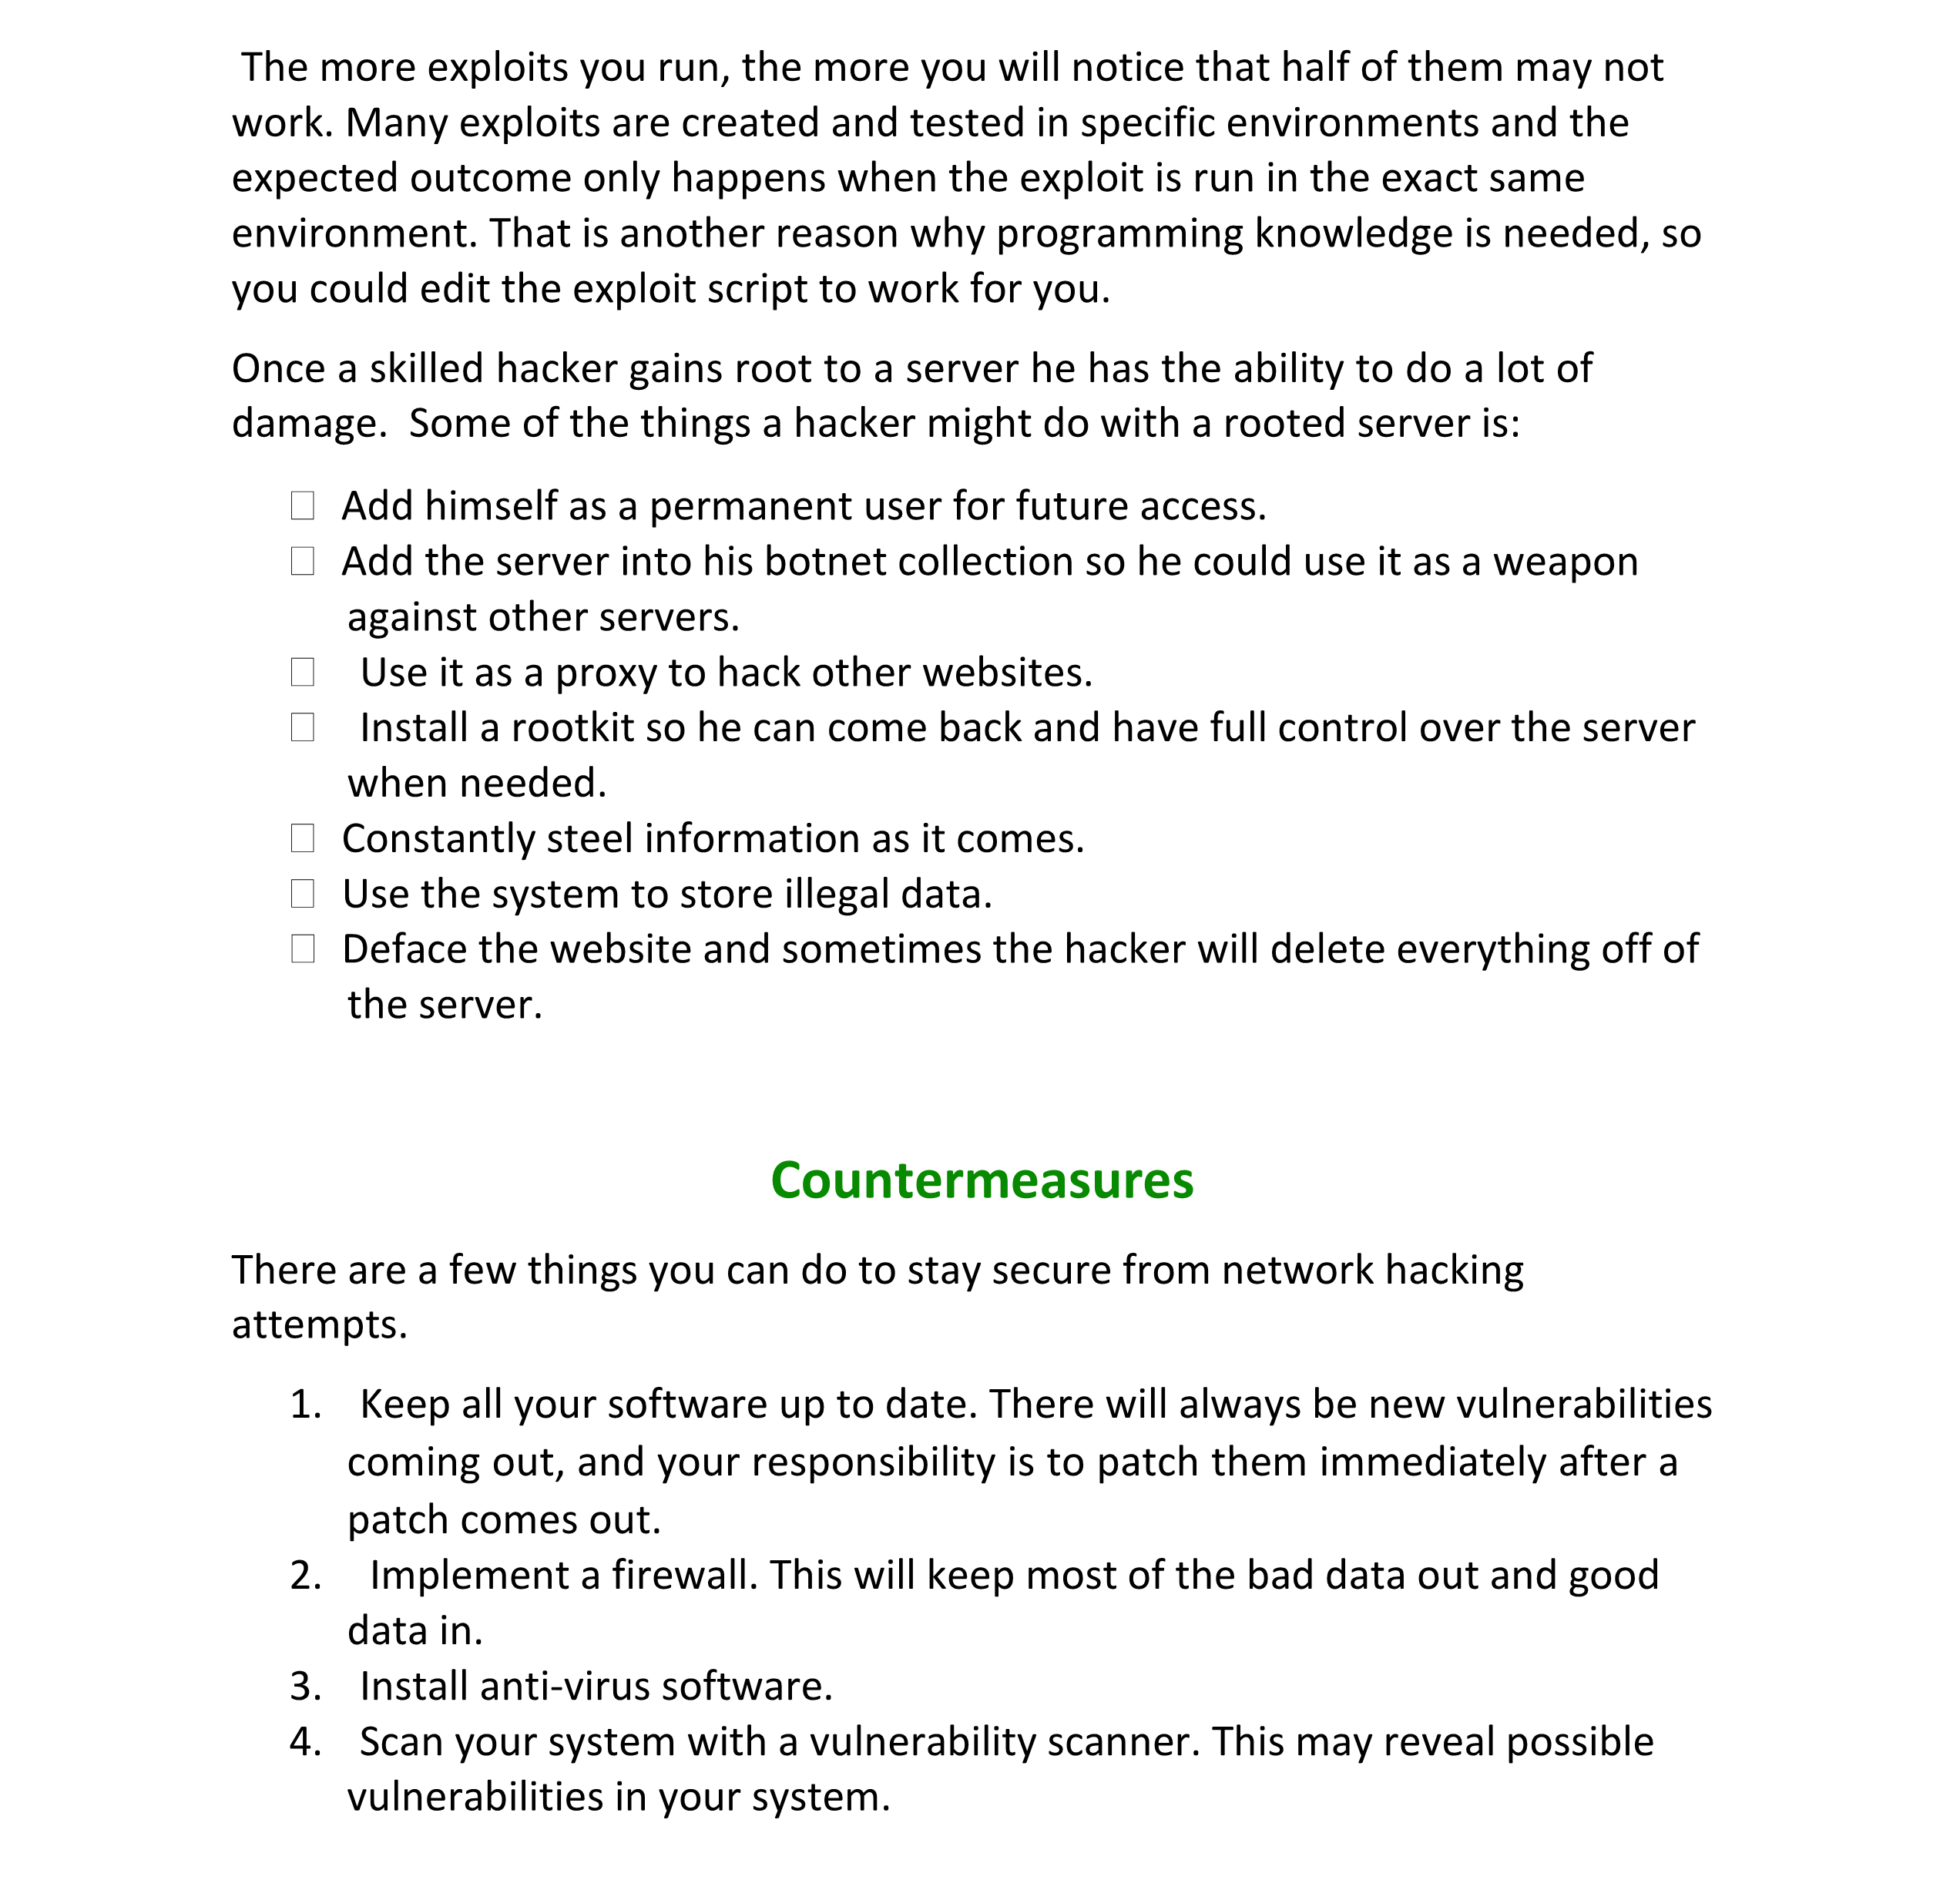 The more exploits you run, the more you will notice that half of them may not
work. Many exploits are created and tested in specific environments and the
expected outcome only happens when the exploit is run in the exact same
environment. That is another reason why programming knowledge is needed, so
you could edit the exploit script to work for you.
Once a skilled hacker gains root to a server he has the ability to do a lot of
damage.  Some of the things a hacker might do with a rooted server is:
Add himself as a permanent user for future access.
Add the server into his botnet collection so he could use it as a weapon
against other servers.
Use it as a proxy to hack other websites.
Install a rootkit so he can come back and have full control over the server
when needed.
Constantly steel information as it comes.
Use the system to store illegal data.
Deface the website and sometimes the hacker will delete everything off of
the server.
Countermeasures
There are a few things you can do to stay secure from network hacking
attempts.
1. Keep all your software up to date. There will always be new vulnerabilities
coming out, and your responsibility is to patch them immediately after a
patch comes out.
2. Implement a firewall. This will keep most of the bad data out and good
data in.
3. Install anti-virus software.
4. Scan your system with a vulnerability scanner. This may reveal possible
vulnerabilities in your system.